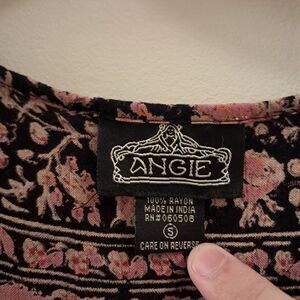 ANGIE
100% RAYON
MADE IN INDIA
RN#060508
S
CARE ON REVERSE